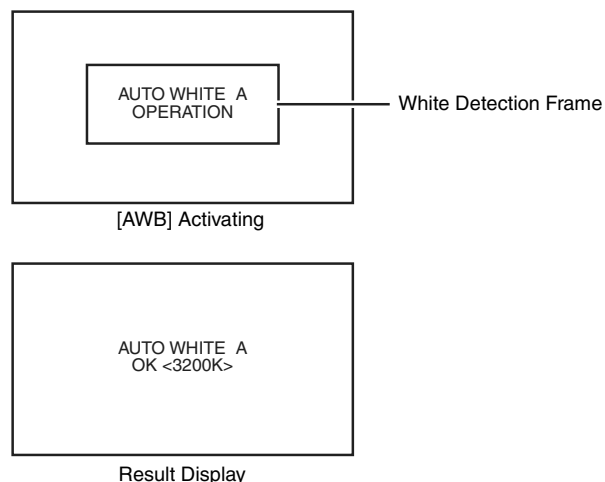 AUTO WHITE A
OPERATION
White Detection Frame
[AWB] Activating
AUTO WHITE A
OK <3200K>
Result Display